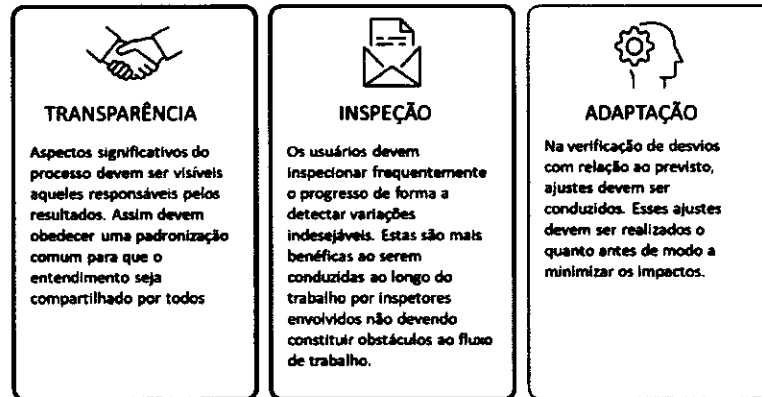 TRANSPARÊNCIA
Aspectos significativos do
processo devem ser visíveis
aqueles responsáveis pelos
resultados. Assim devem
obedecer uma padronização
comum para que o
entendimento seja
compartilhado por todos
INSPEÇÃO
Os usuários devem
inspecionar frequentemente
o progresso de forma a
detectar variações
indesejáveis. Estas são mais
benéficas ao serem
conduzidas ao longo do
trabalho por inspetores
envolvidos não devendo
constituir obstáculos ao fluxo
de trabalho.
ADAPTAÇÃO
Na verificação de desvios
com relação ao previsto,
ajustes devem ser
conduzidos. Esses ajustes
devem ser realizados o
quanto antes de modo a
minimizar os impactos.